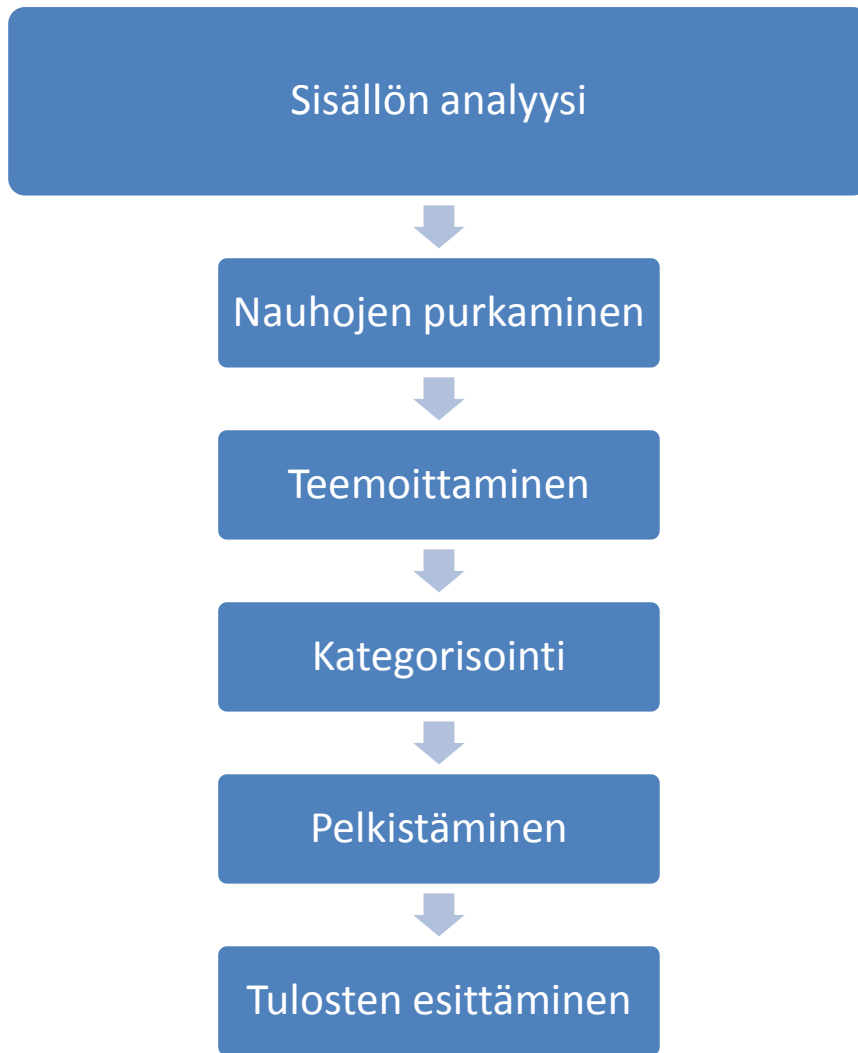 Sisällön analyysi
Nauhojen purkaminen
Teemoittaminen
Kategorisointi
Pelkistäminen
Tulosten esittäminen